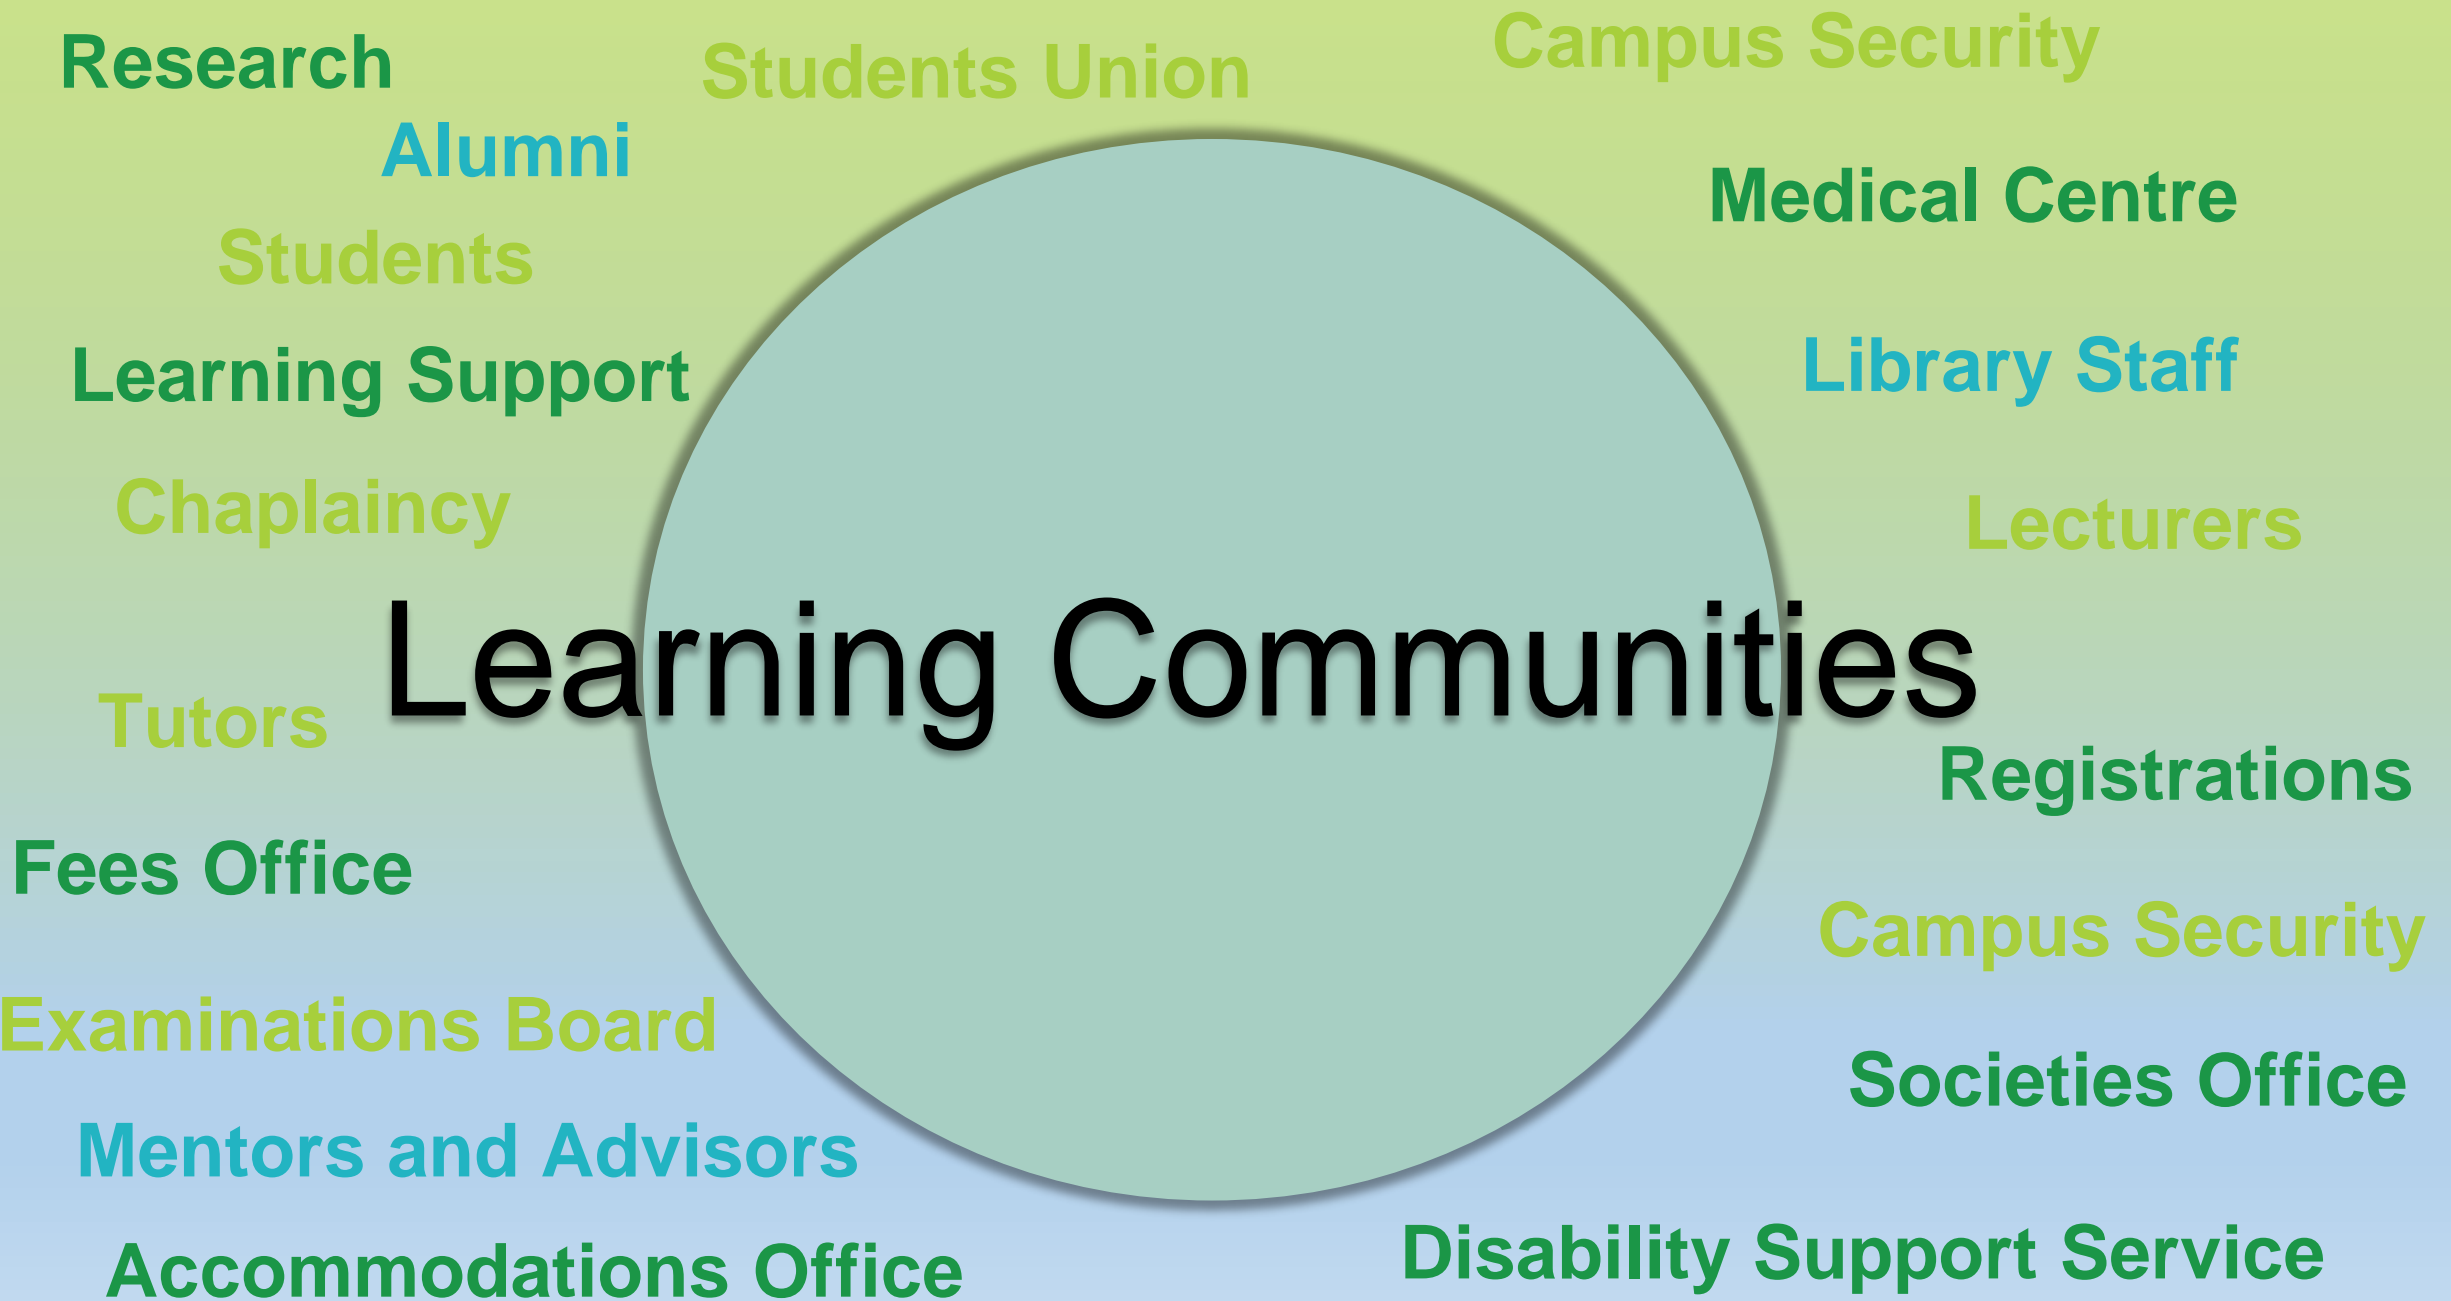 Research
Students Union
Campus Security
Alumni
Medical Centre
Students
Learning Support
Library Staff
Chaplaincy
Lecturers
Learning Communities
Tutors
Registrations
Fees Office
Campus Security
Examinations Board
Societies Office
Mentors and Advisors
Disability Support Service
Accommodations Office